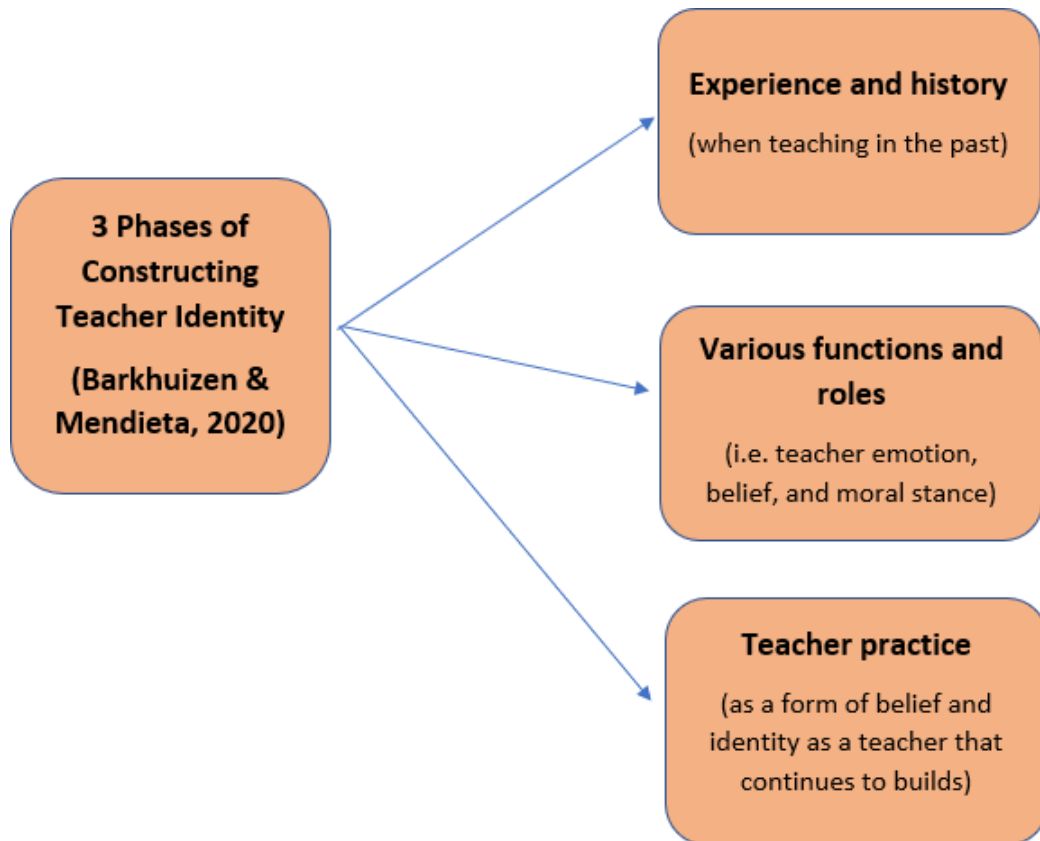 3 Phases of
Constructing
Teacher Identity
(Barkhuizen &
Mendieta, 2020)
Experience and history
(when teaching in the past)
Various functions and
roles
(i.e. teacher emotion,
belief, and moral stance)
Teacher practice
(as a form of belief and
identity as a teacher that
continues to builds)